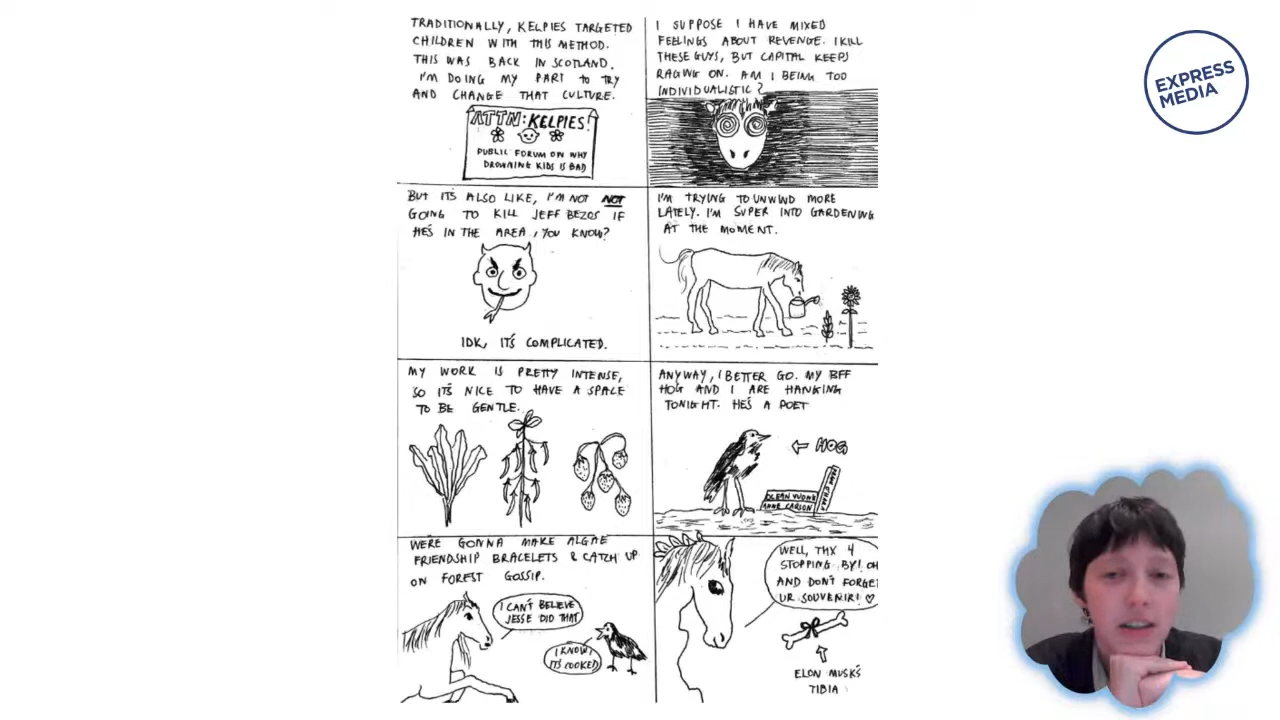 TRADITIONALLY, KELPIES TARGETED
CHILDREN WITH THIS METHOD.
THIS WAS BACK IN SCOTLAND.
I'M DOING MY PART TO TRY
AND CHANGE THAT CULTURE.
ATTN: KELPIES!
PUBLIC FORUM ON WHY
DROWNING KIDS IS BAD
I SUPPOSE I HAVE MIXED
FEELINGS ABOUT REVENGE. I KILL
THESE GUYS, BUT CAPITAL KEEPS
RAGING ON. AM I BEING TOO
INDIVIDUALISTIC?
BUT IT'S ALSO LIKE, I'M NOT NOT
GOING TO KILL JEFF BEZOS IF
HE'S IN THE AREA, YOU KNOW?
IDK, IT'S COMPLICATED.
I'M TRYING TO UNWIND MORE
LATELY. I'M SUPER INTO GARDENING
AT THE MOMENT.
MY WORK IS PRETTY INTENSE,
SO IT'S NICE TO HAVE A SPACE
TO BE GENTLE.
ANYWAY, I BETTER GO. MY BFF
HOG AND I ARE HANGING
TONIGHT. HE'S A POET
← HOG
OCEAN VUONG
ANNE CARSON
WE'RE GONNA MAKE ALGAE
FRIENDSHIP BRACELETS & CATCH UP
ON FOREST GOSSIP.
I CAN'T BELIEVE
JESSE DID THAT
I KNOW!
IT'S COOKED
WELL, THX 4
STOPPING BY! OH
AND DON'T FORGET
UR SOUVENIR! ♡
ELON MUSK'S
TIBIA
EXPRESS
MEDIA